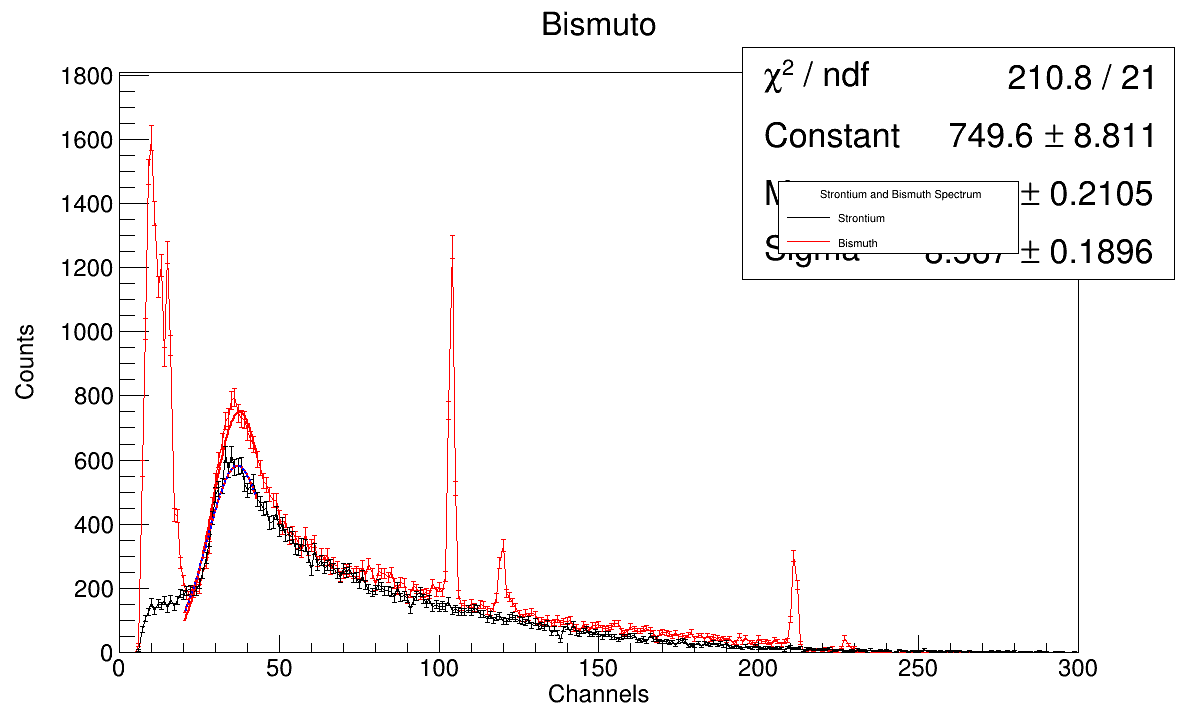 Bismuto
χ² / ndf 210.8 / 21
Constant 749.6 ± 8.811
± 0.2105
Sigma ± 0.1896
Strontium and Bismuth Spectrum
Strontium
Bismuth
Counts
1800
1600
1400
1200
1000
800
600
400
200
0
0 50 100 150 200 250 300
Channels